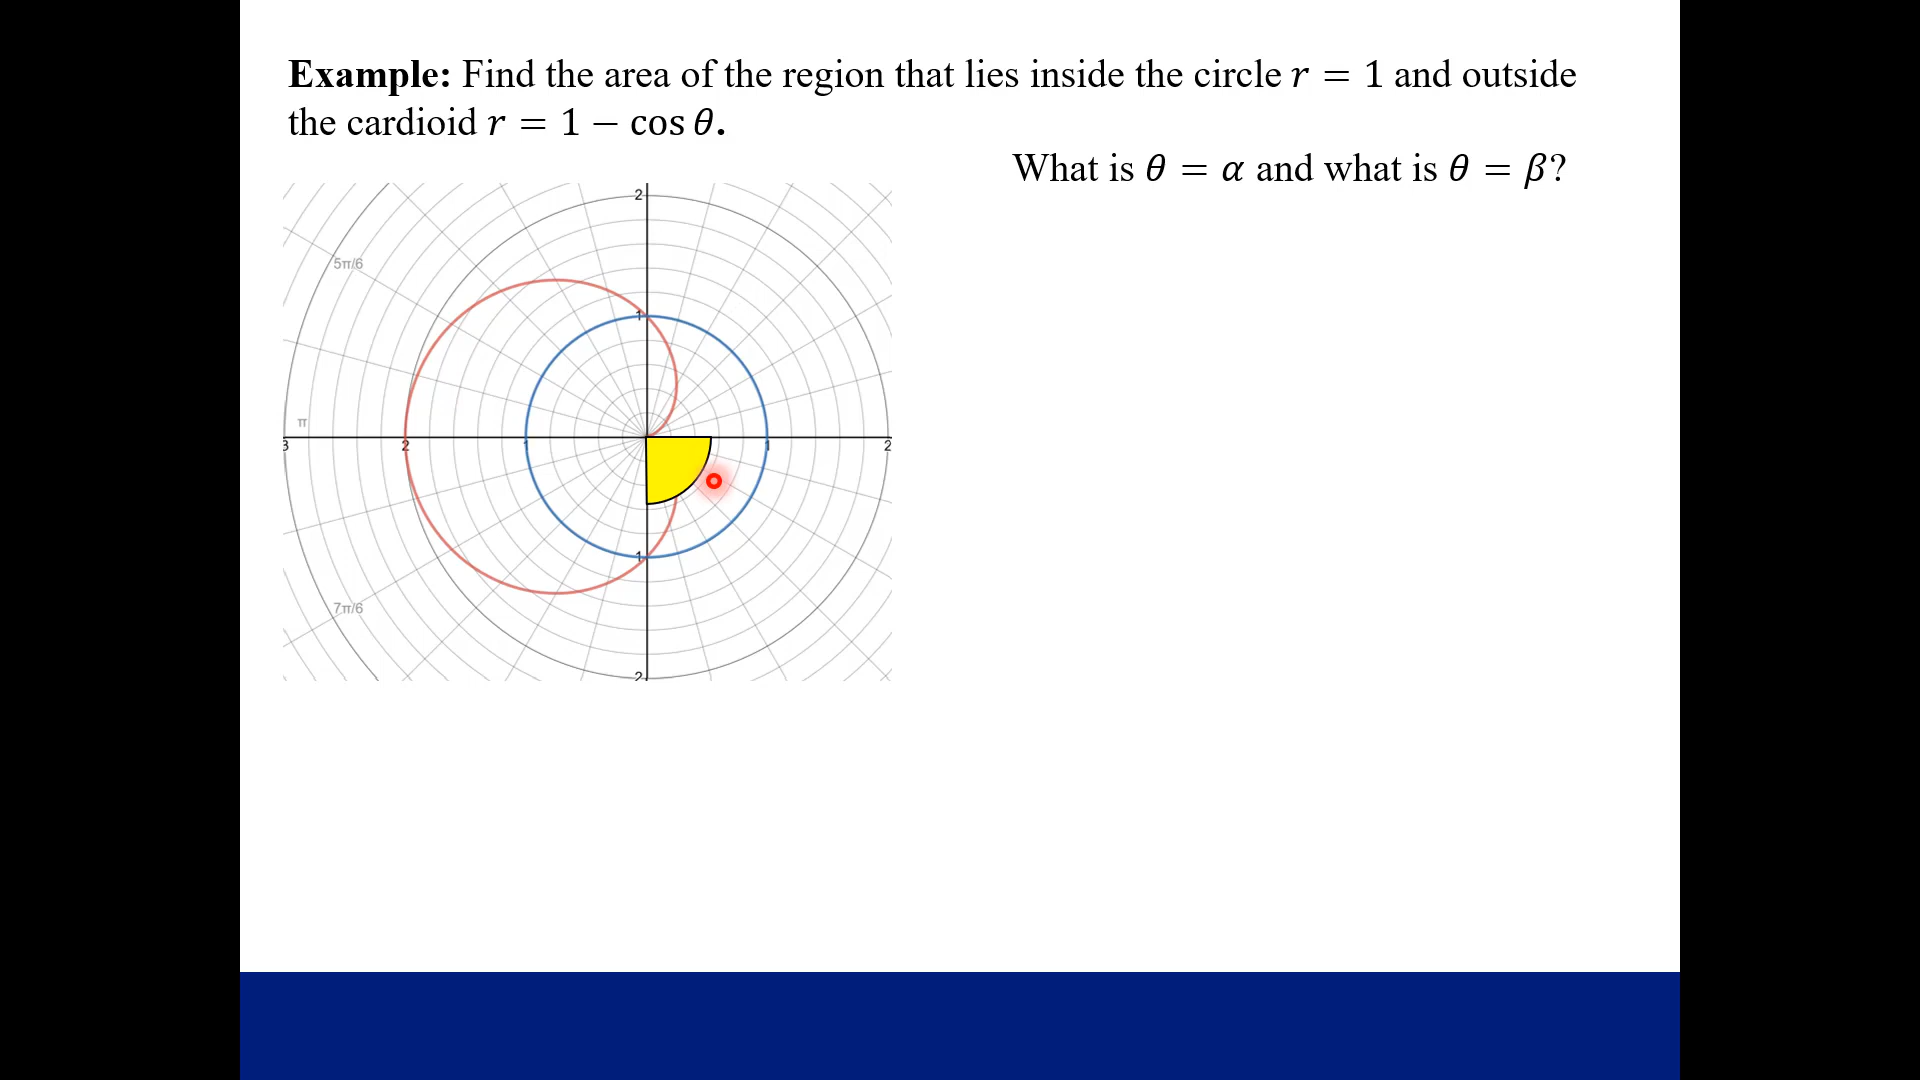 Example: Find the area of the region that lies inside the circle r = 1 and outside
the cardioid r = 1 − cos θ.
What is θ = α and what is θ = β?
2
5π/6
1
π
3 2 1 1 2
1
7π/6
2